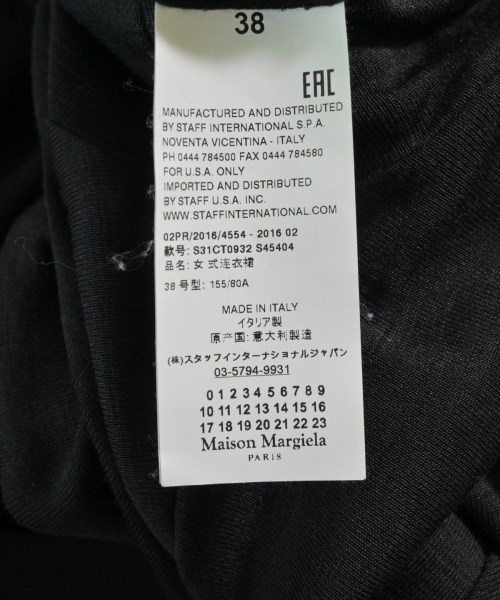 38
EAC
MANUFACTURED AND DISTRIBUTED
BY STAFF INTERNATIONAL S.P.A.
NOVENTA VICENTINA - ITALY
PH 0444 784500 FAX 0444 784580
FOR U.S.A. ONLY
IMPORTED AND DISTRIBUTED
BY STAFF U.S.A. INC.
WWW.STAFFINTERNATIONAL.COM
02PR/2016/4554 - 2016 02
款号: S31CT0932 S45404
品名: 女 式连衣裙
38 号型: 155/80A
MADE IN ITALY
イタリア製
原产国: 意大利製造
(株)スタッフインターナショナルジャパン
03-5794-9931
0 1 2 3 4 5 6 7 8 9
10 11 12 13 14 15 16
17 18 19 20 21 22 23
Maison Margiela
PARIS